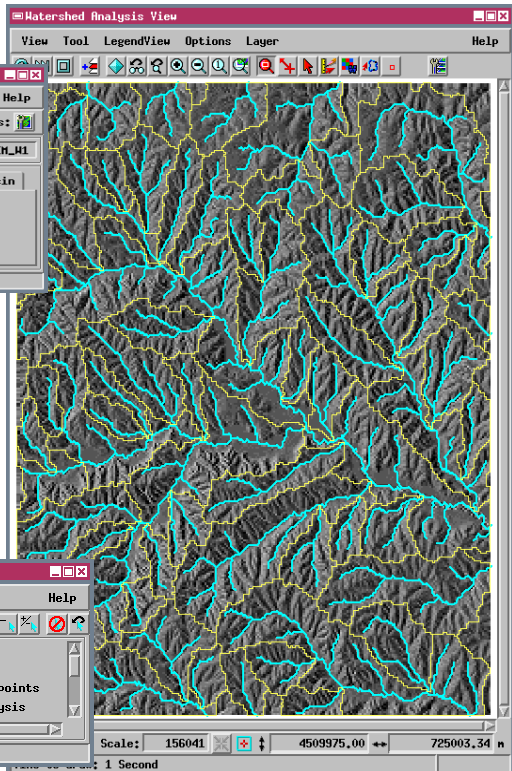 Watershed Analysis View
View Tool LegendView Options Layer Help
Help
s:
M_W1
in
Help
points
ysis
Scale: 156041 4509975.00 725003.34 m
: 1 Second